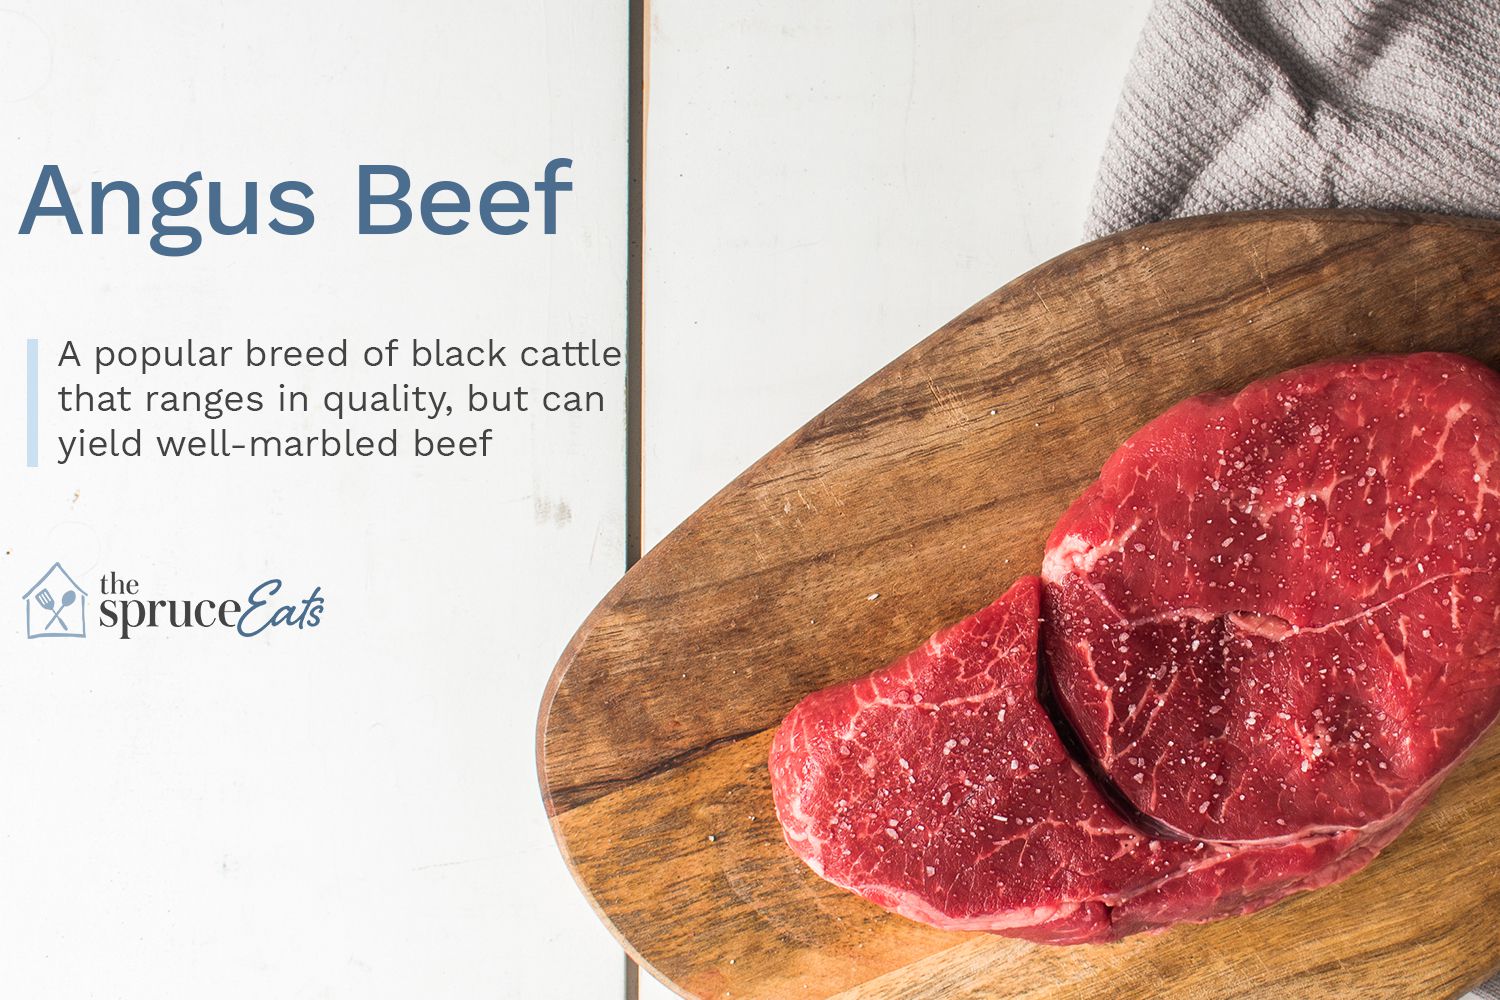 Angus Beef
A popular breed of black cattle
that ranges in quality, but can
yield well-marbled beef
the
spruceEats